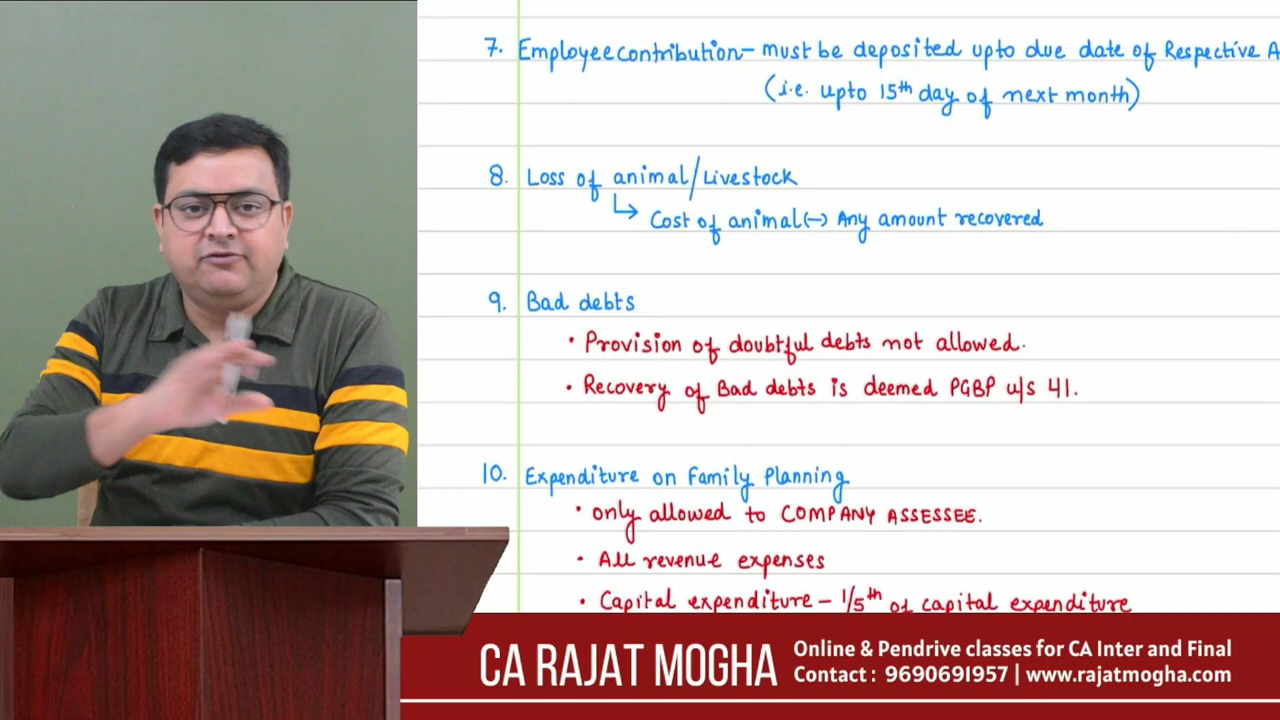 7. Employee contribution - must be deposited upto due date of Respective A
(i.e. upto 15th day of next month)
8. Loss of animal/Livestock
↳ Cost of animal (-) Any amount recovered
9. Bad debts
• Provision of doubtful debts not allowed.
• Recovery of Bad debts is deemed PGBP u/s 41.
10. Expenditure on Family Planning
• only allowed to COMPANY ASSESSEE.
• All revenue expenses
• Capital expenditure - 1/5th of capital expenditure
CA RAJAT MOGHA
Online & Pendrive classes for CA Inter and Final
Contact : 9690691957 | www.rajatmogha.com